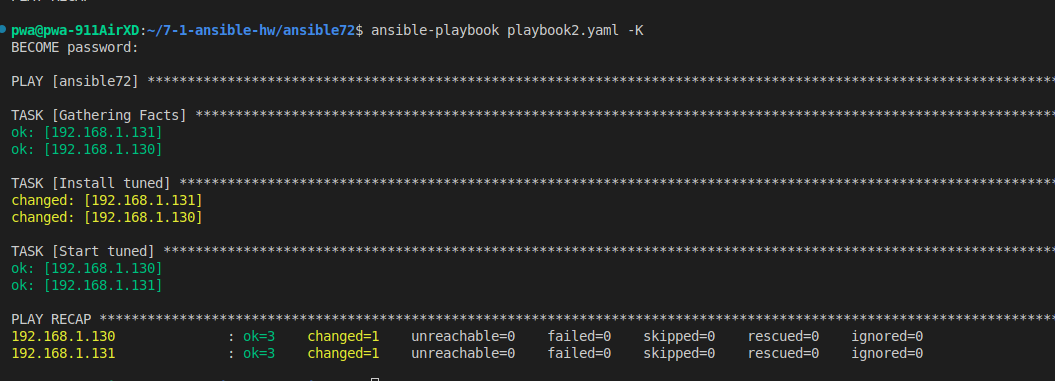 PLAY RECAP
pwa@pwa-911AirXD:~/7-1-ansible-hw/ansible72$ ansible-playbook playbook2.yaml -K
BECOME password:
PLAY [ansible72] *****************************************************************************************************************
TASK [Gathering Facts] ***********************************************************************************************************
ok: [192.168.1.131]
ok: [192.168.1.130]
TASK [Install tuned] *************************************************************************************************************
changed: [192.168.1.131]
changed: [192.168.1.130]
TASK [Start tuned] ***************************************************************************************************************
ok: [192.168.1.130]
ok: [192.168.1.131]
PLAY RECAP ***********************************************************************************************************************
192.168.1.130 : ok=3 changed=1 unreachable=0 failed=0 skipped=0 rescued=0 ignored=0
192.168.1.131 : ok=3 changed=1 unreachable=0 failed=0 skipped=0 rescued=0 ignored=0